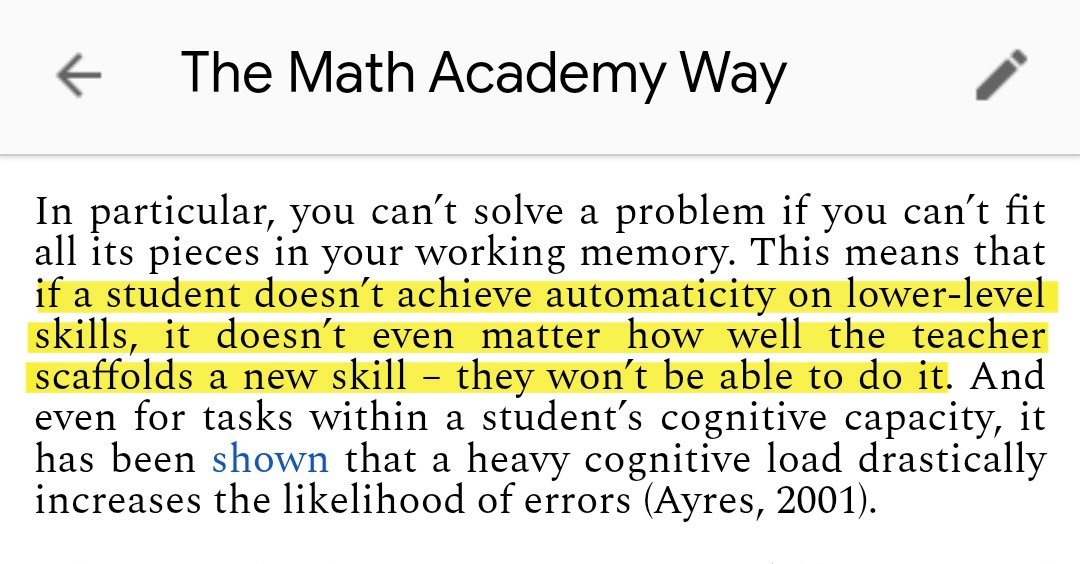 The Math Academy Way
In particular, you can′t solve a problem if you can′t fit
all its pieces in your working memory. This means that
if a student doesn′t achieve automaticity on lower-level
skills, it doesn′t even matter how well the teacher
scaffolds a new skill – they won′t be able to do it. And
even for tasks within a student′s cognitive capacity, it
has been shown that a heavy cognitive load drastically
increases the likelihood of errors (Ayres, 2001).